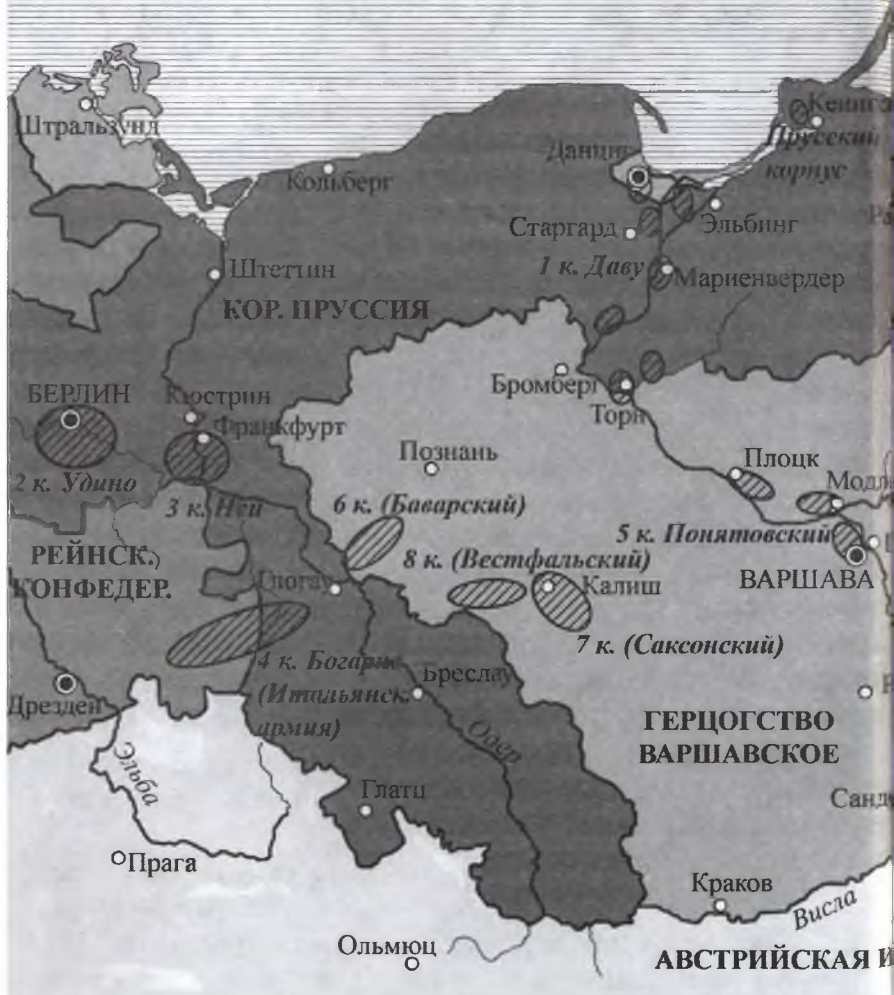 Штральзунд
Кольберг
Данциг
Прусский
корпус
Старгард
Эльбинг
1 к. Даву
Мариенвердер
Штеттин
КОР. ПРУССИЯ
БЕРЛИН
Кюстрин
Франкфурт
Бромберг
Торн
Познань
Плоцк
2 к. Удино
3 к. Ней
6 к. (Баварский)
5 к. Понятовский
РЕЙНСК.
КОНФЕДЕР.
8 к. (Вестфальский)
ВАРШАВА
Глогау
Калиш
7 к. (Саксонский)
4 к. Богарне
(Итальянск.
армия)
Бреслау
Дрезден
ГЕРЦОГСТВО
ВАРШАВСКОЕ
Эльба
Одер
Глатц
Прага
Краков
Висла
Ольмюц
АВСТРИЙСКАЯ